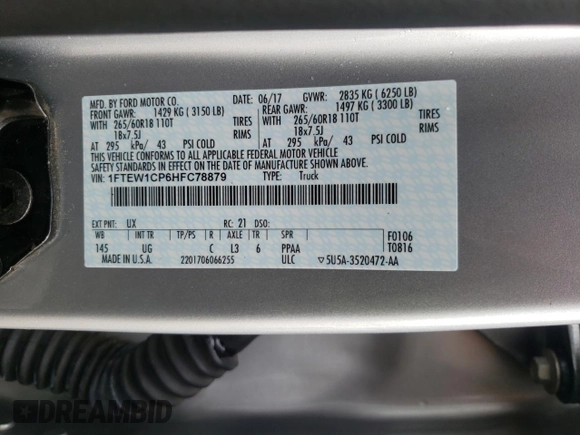 MFD. BY FORD MOTOR CO. DATE: 06/17 GVWR: 2835 KG ( 6250 LB)
FRONT GAWR: 1429 KG ( 3150 LB) REAR GAWR: 1497 KG ( 3300 LB)
WITH 265/60R18 110T TIRES WITH 265/60R18 110T TIRES
18x7.5J RIMS 18x7.5J RIMS
AT 295 kPa/ 43 PSI COLD AT 295 kPa/ 43 PSI COLD
THIS VEHICLE CONFORMS TO ALL APPLICABLE FEDERAL MOTOR VEHICLE
SAFETY STANDARDS IN EFFECT ON THE DATE OF MANUFACTURE SHOWN ABOVE.
VIN: 1FTEW1CP6HFC78879 TYPE: Truck
EXT PNT: UX RC: 21 DSO: F0106
WB INT TR TP/PS R AXLE TR SPR T0816
145 UG C L3 6 PPAA
MADE IN U.S.A. 2201706066255 ULC ▽5U5A-3520472-AA
DREAMBID